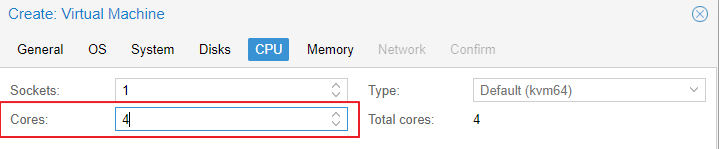 Create: Virtual Machine
General OS System Disks CPU Memory Network Confirm
Sockets: 1 Type: Default (kvm64)
Cores: 4 Total cores: 4